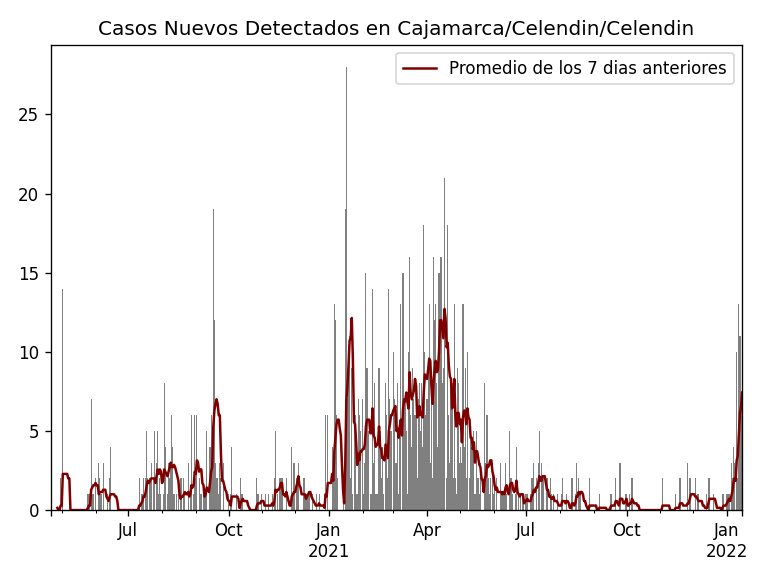 Casos Nuevos Detectados en Cajamarca/Celendin/Celendin
Promedio de los 7 dias anteriores
25
20
15
10
5
0
Jul
Oct
Jan
2021
Apr
Jul
Oct
Jan
2022